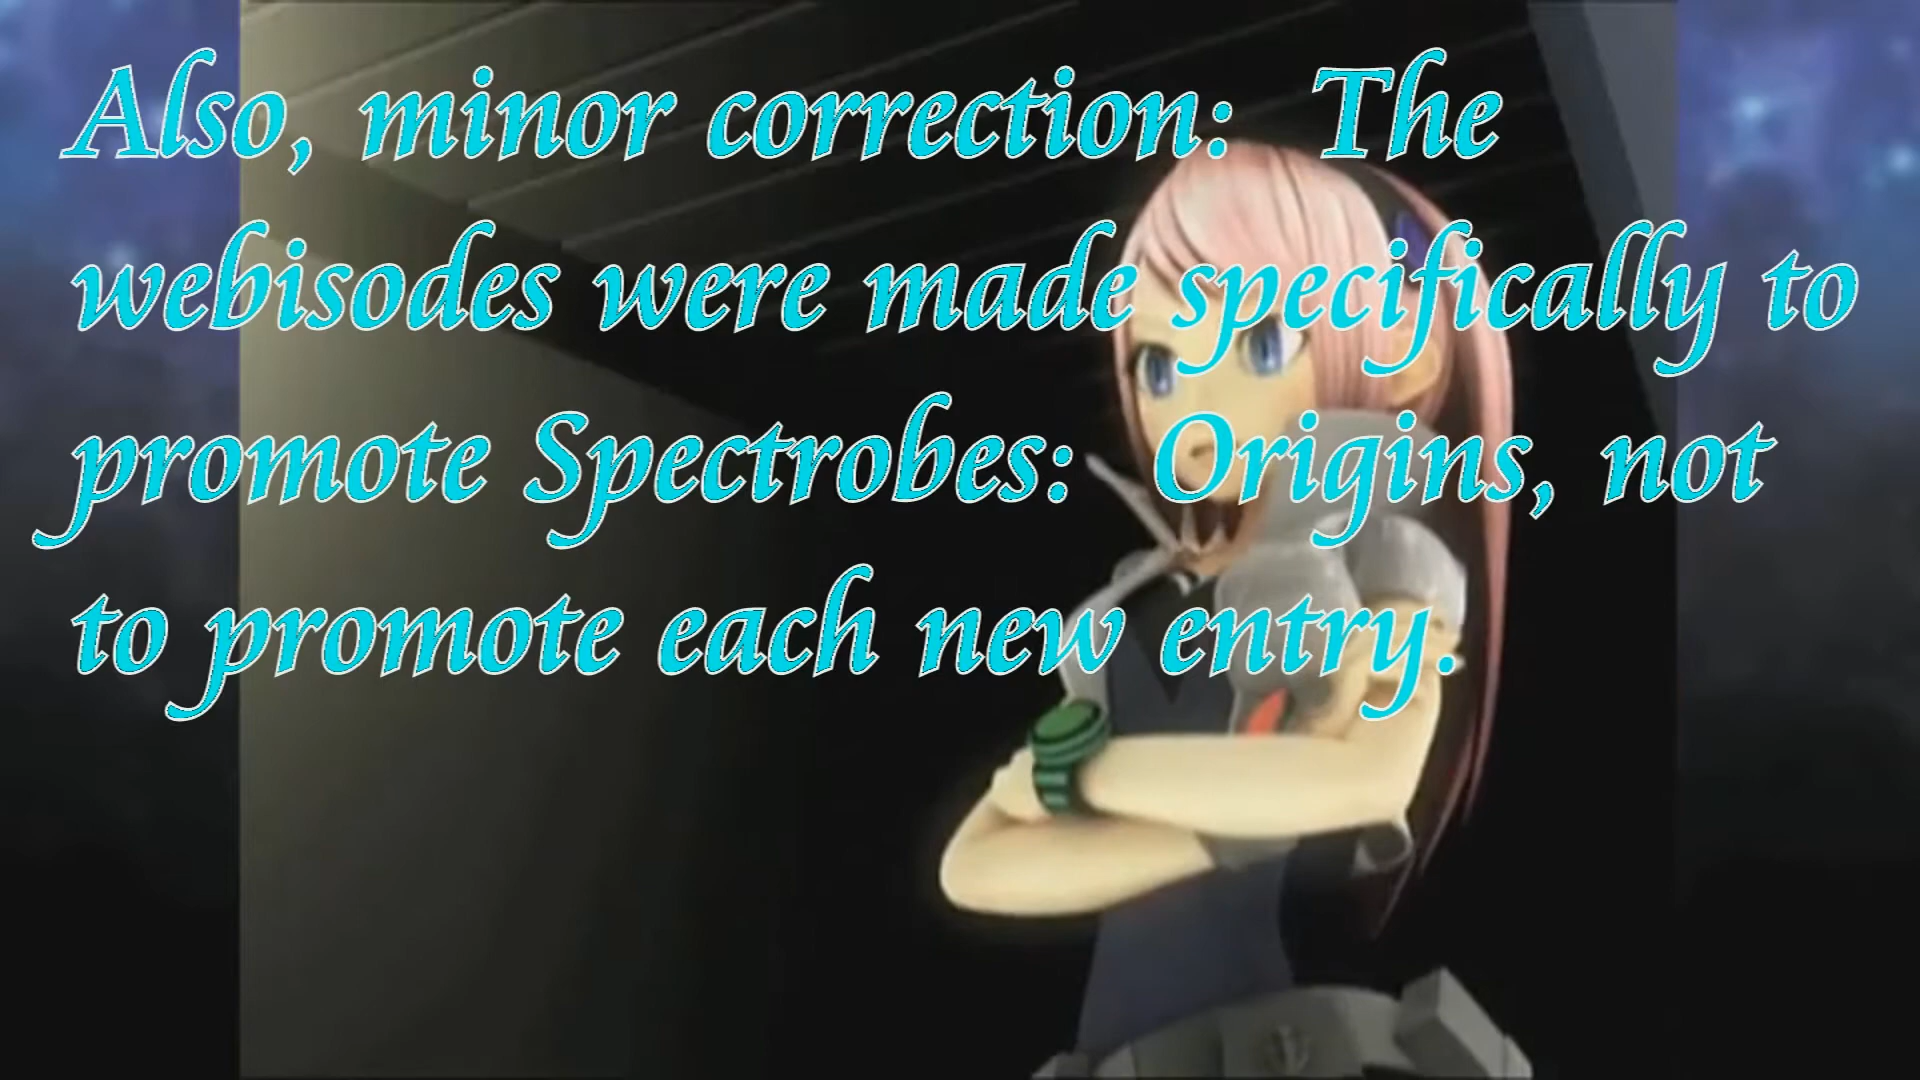 Also, minor correction:  The
webisodes were made specifically to
promote Spectrobes:  Origins, not
to promote each new entry.